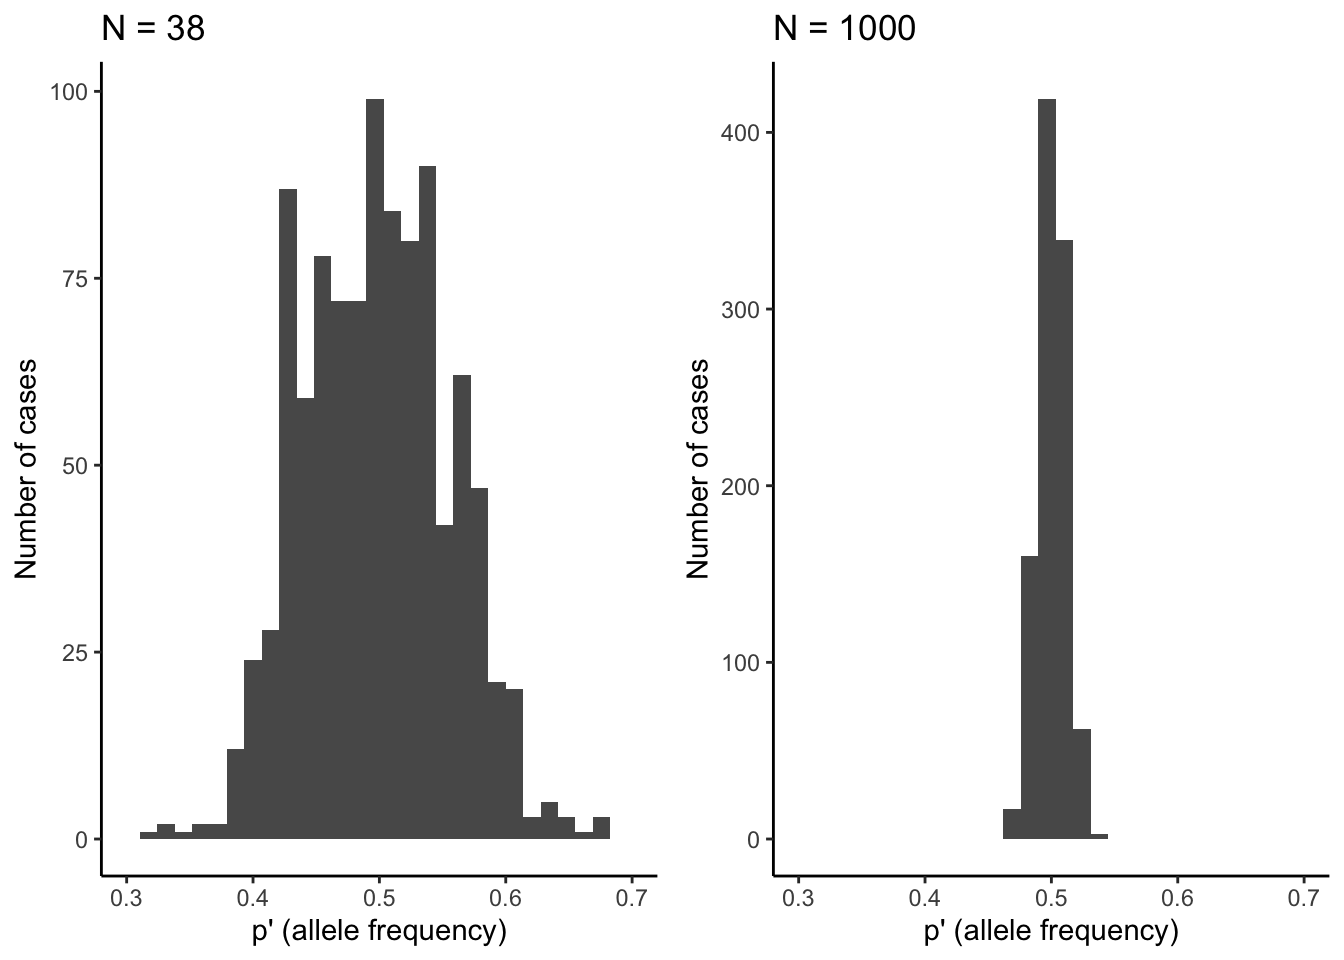 N = 38
100
75
50
25
0
Number of cases
0.3 0.4 0.5 0.6 0.7
p' (allele frequency)
N = 1000
400
300
200
100
0
Number of cases
0.3 0.4 0.5 0.6 0.7
p' (allele frequency)